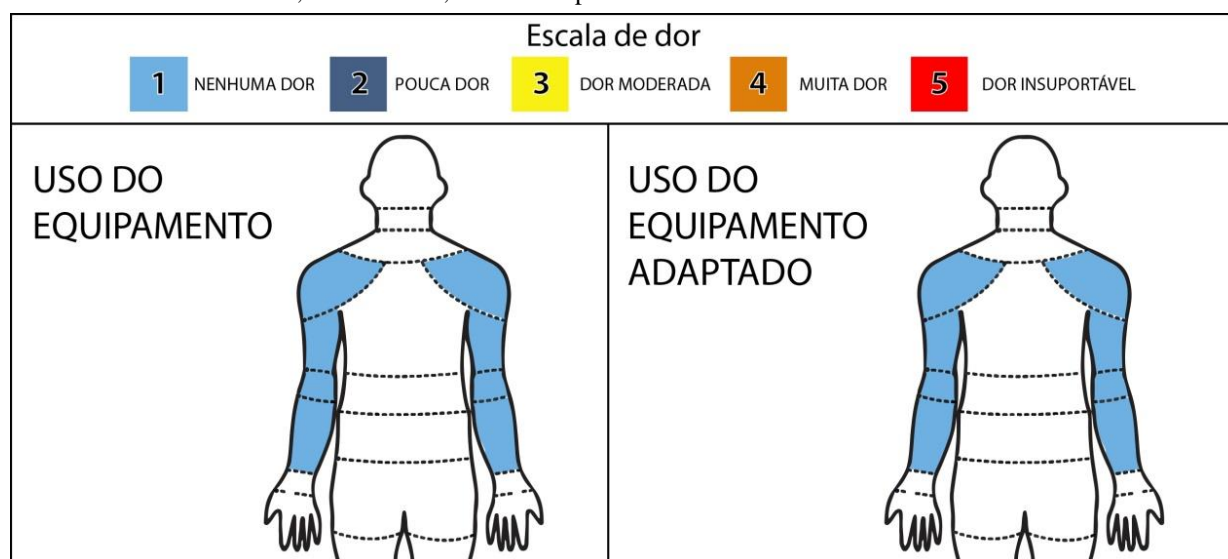 Escala de dor
1 NENHUMA DOR 2 POUCA DOR 3 DOR MODERADA 4 MUITA DOR 5 DOR INSUPORTÁVEL
USO DO
EQUIPAMENTO
USO DO
EQUIPAMENTO
ADAPTADO